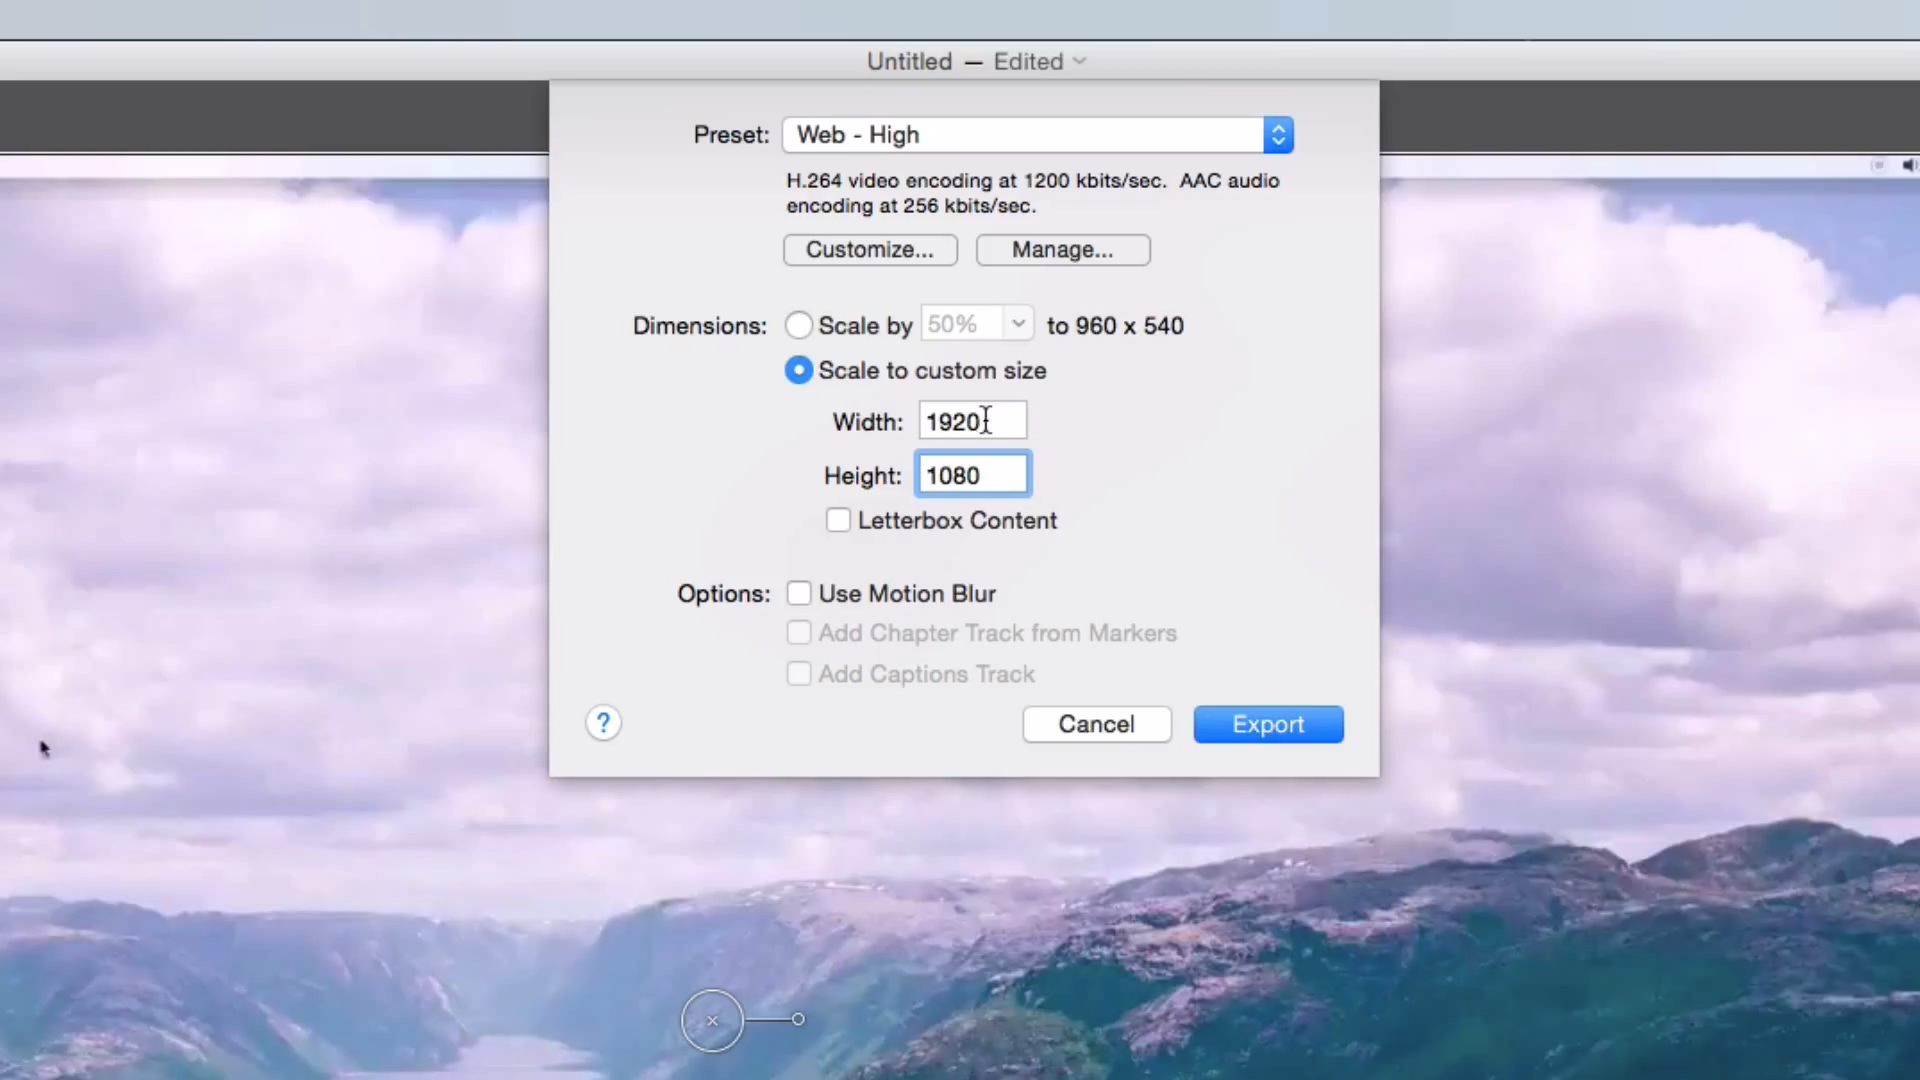 Untitled — Edited
Preset: Web - High
H.264 video encoding at 1200 kbits/sec. AAC audio
encoding at 256 kbits/sec.
Customize... Manage...
Dimensions: Scale by 50% to 960 x 540
Scale to custom size
Width: 1920
Height: 1080
Letterbox Content
Options: Use Motion Blur
Add Chapter Track from Markers
Add Captions Track
? Cancel Export